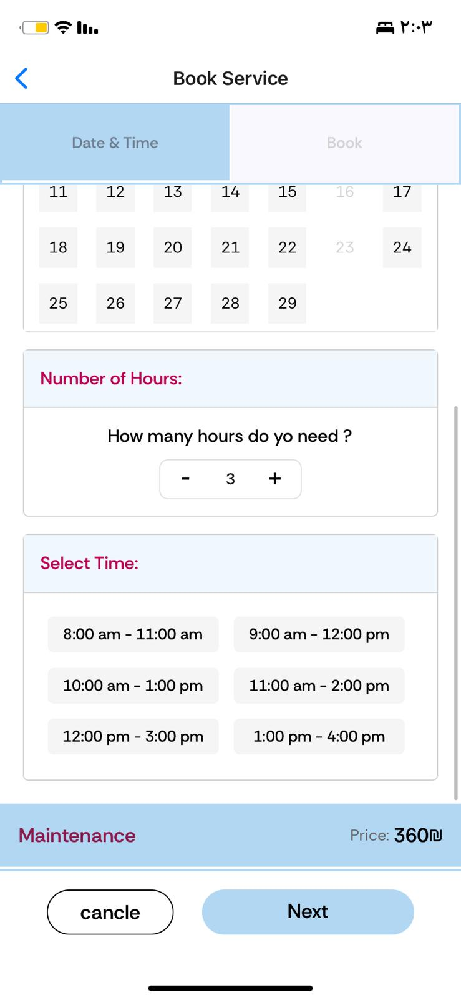 ٢:٠٣
Book Service
Date & Time
Book
11 12 13 14 15 16 17
18 19 20 21 22 23 24
25 26 27 28 29
Number of Hours:
How many hours do yo need ?
- 3 +
Select Time:
8:00 am - 11:00 am
9:00 am - 12:00 pm
10:00 am - 1:00 pm
11:00 am - 2:00 pm
12:00 pm - 3:00 pm
1:00 pm - 4:00 pm
Maintenance
Price: 360₪
cancle
Next